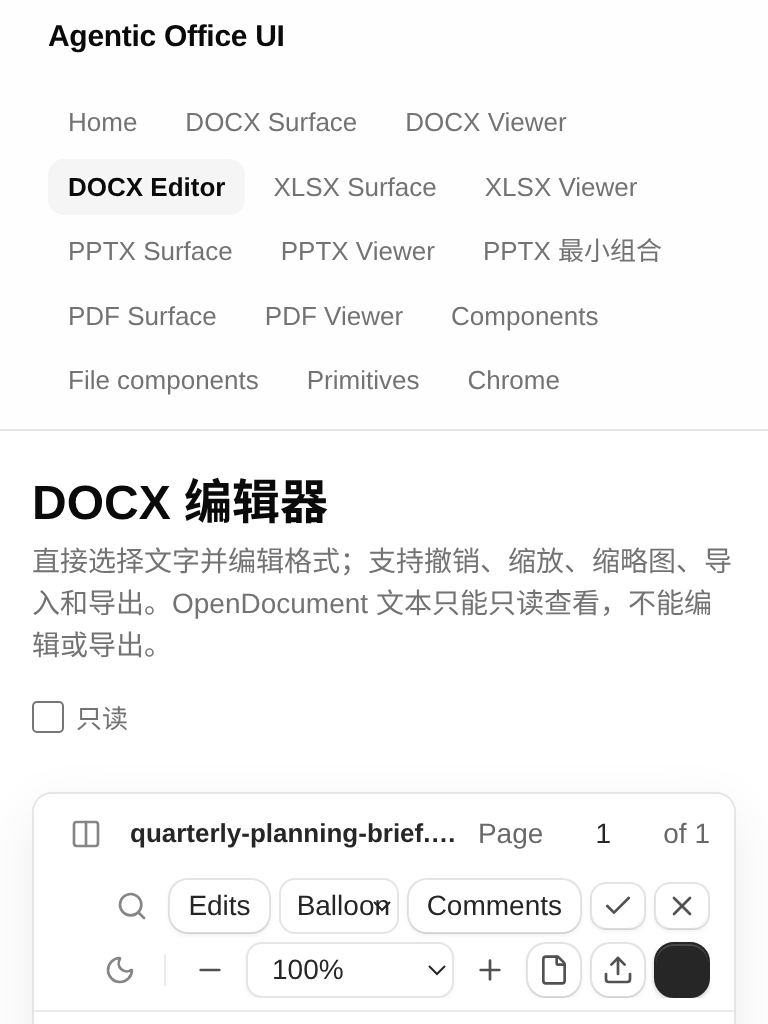 Agentic Office UI
Home DOCX Surface DOCX Viewer
DOCX Editor XLSX Surface XLSX Viewer
PPTX Surface PPTX Viewer PPTX 最小组合
PDF Surface PDF Viewer Components
File components Primitives Chrome
DOCX 编辑器
直接选择文字并编辑格式；支持撤销、缩放、缩略图、导
入和导出。OpenDocument 文本只能只读查看，不能编
辑或导出。
只读
quarterly-planning-brief.… Page 1 of 1
Edits Balloon Comments
100%